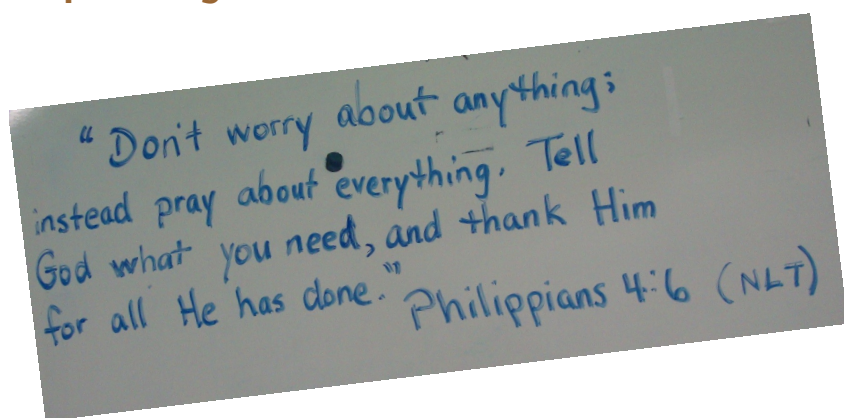 "Don't worry about anything;
instead pray about everything. Tell
God what you need, and thank Him
for all He has done."
Philippians 4:6 (NLT)